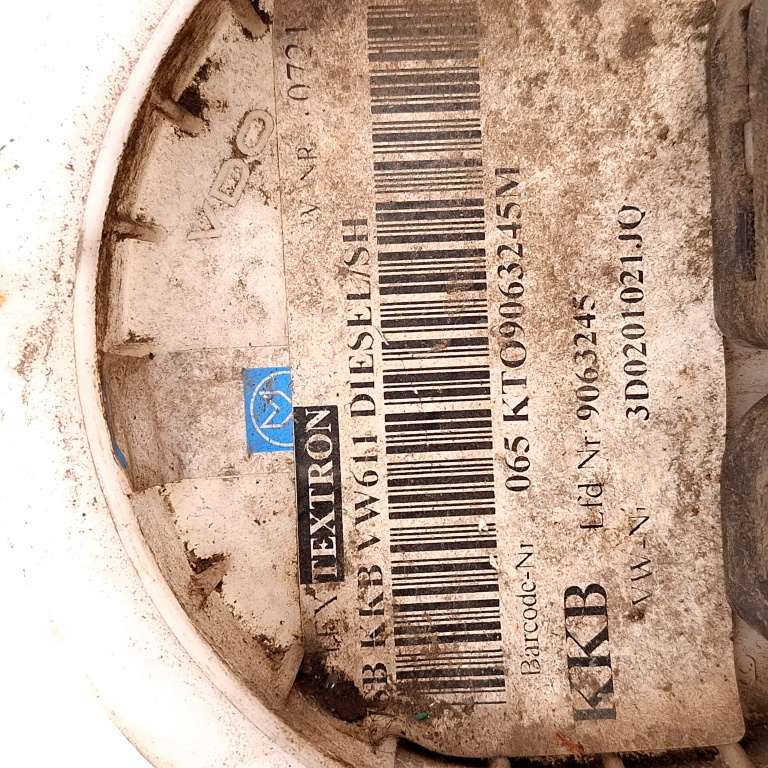 VDO
TEXTRON
W NR. 0721
KKB VW611 DIESEL/SH
Barcode-Nr 065 KTO9063245M
KKB Lfd Nr 9063245
VW-Nr 3D0201021JQ